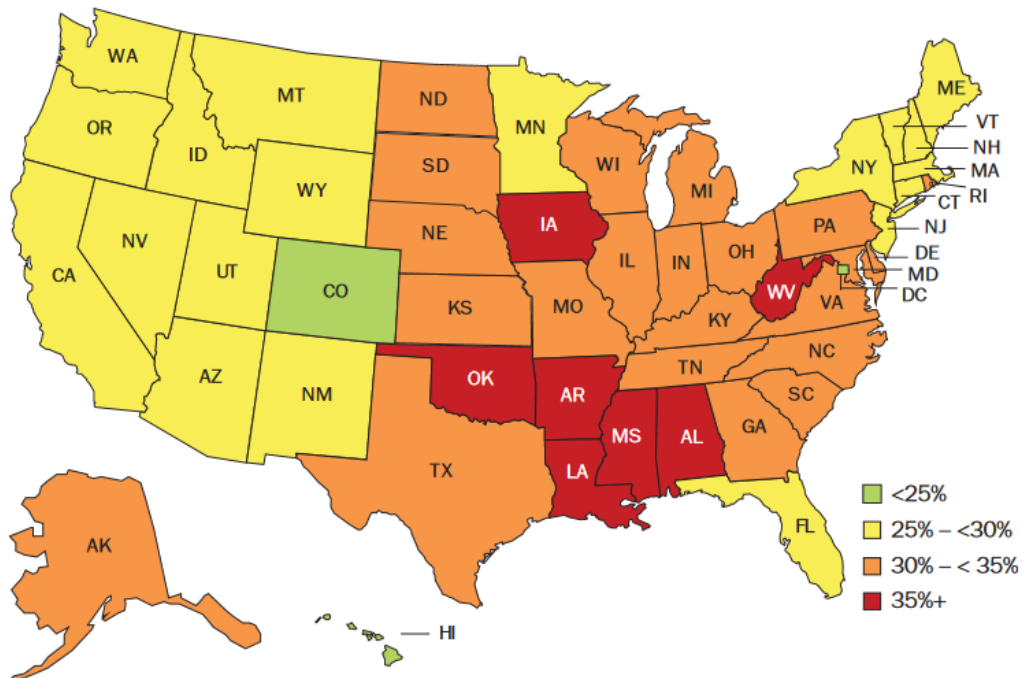 WA
MT
ND
MN
ME
VT
NH
MA
RI
CT
NJ
DE
MD
DC
OR
ID
SD
WI
NY
MI
WY
IA
NE
PA
OH
IL
IN
NV
UT
CO
CA
KS
MO
WV
VA
KY
NC
TN
AZ
NM
OK
AR
SC
MS
AL
GA
TX
LA
FL
AK
HI
<25%
25% – <30%
30% – < 35%
35%+